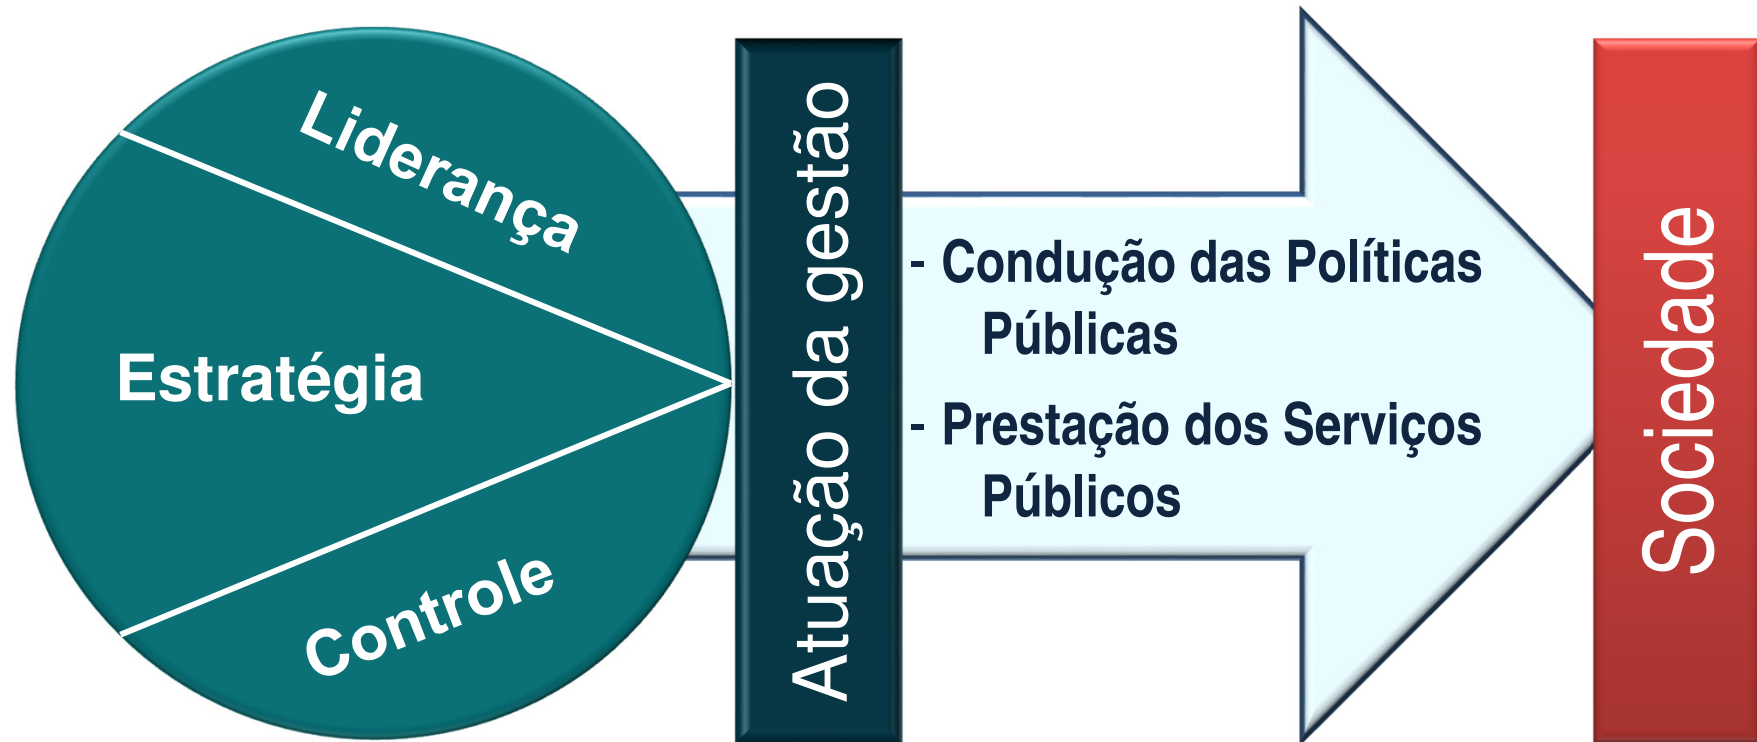 Liderança
Estratégia
Controle
Atuação da gestão
- Condução das Políticas
Públicas
- Prestação dos Serviços
Públicos
Sociedade